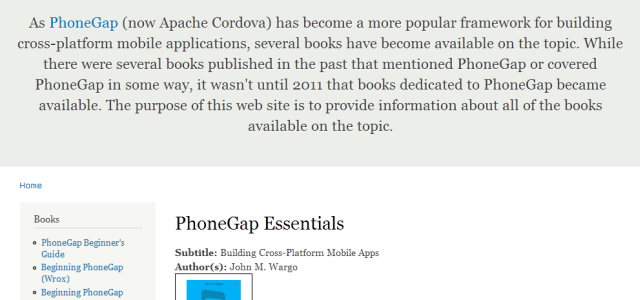 As PhoneGap (now Apache Cordova) has become a more popular framework for building
cross-platform mobile applications, several books have become available on the topic. While
there were several books published in the past that mentioned PhoneGap or covered
PhoneGap in some way, it wasn't until 2011 that books dedicated to PhoneGap became
available. The purpose of this web site is to provide information about all of the books
available on the topic.
Home
Books
PhoneGap Beginner's
Guide
Beginning PhoneGap
(Wrox)
Beginning PhoneGap
PhoneGap Essentials
Subtitle: Building Cross-Platform Mobile Apps
Author(s): John M. Wargo